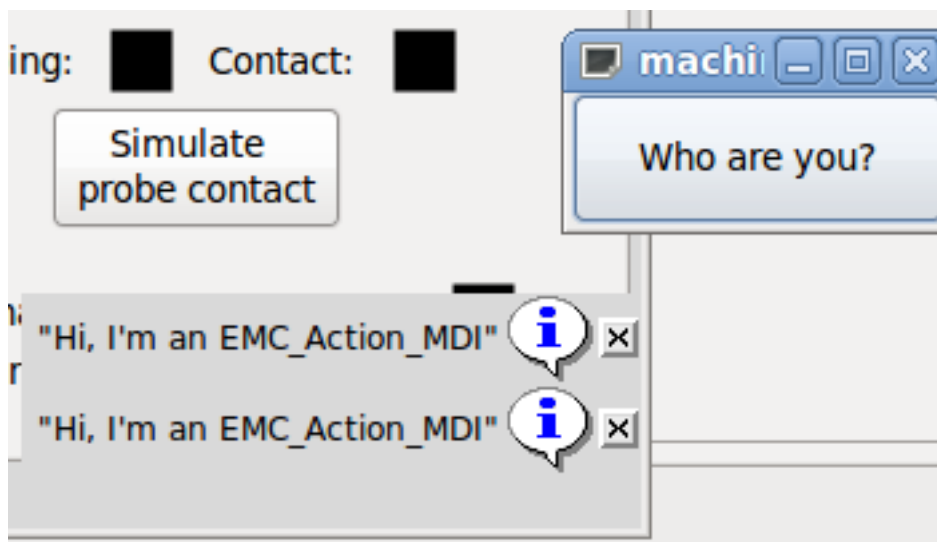 ing: Contact:
machi
Simulate
probe contact
Who are you?
"Hi, I'm an EMC_Action_MDI"
"Hi, I'm an EMC_Action_MDI"